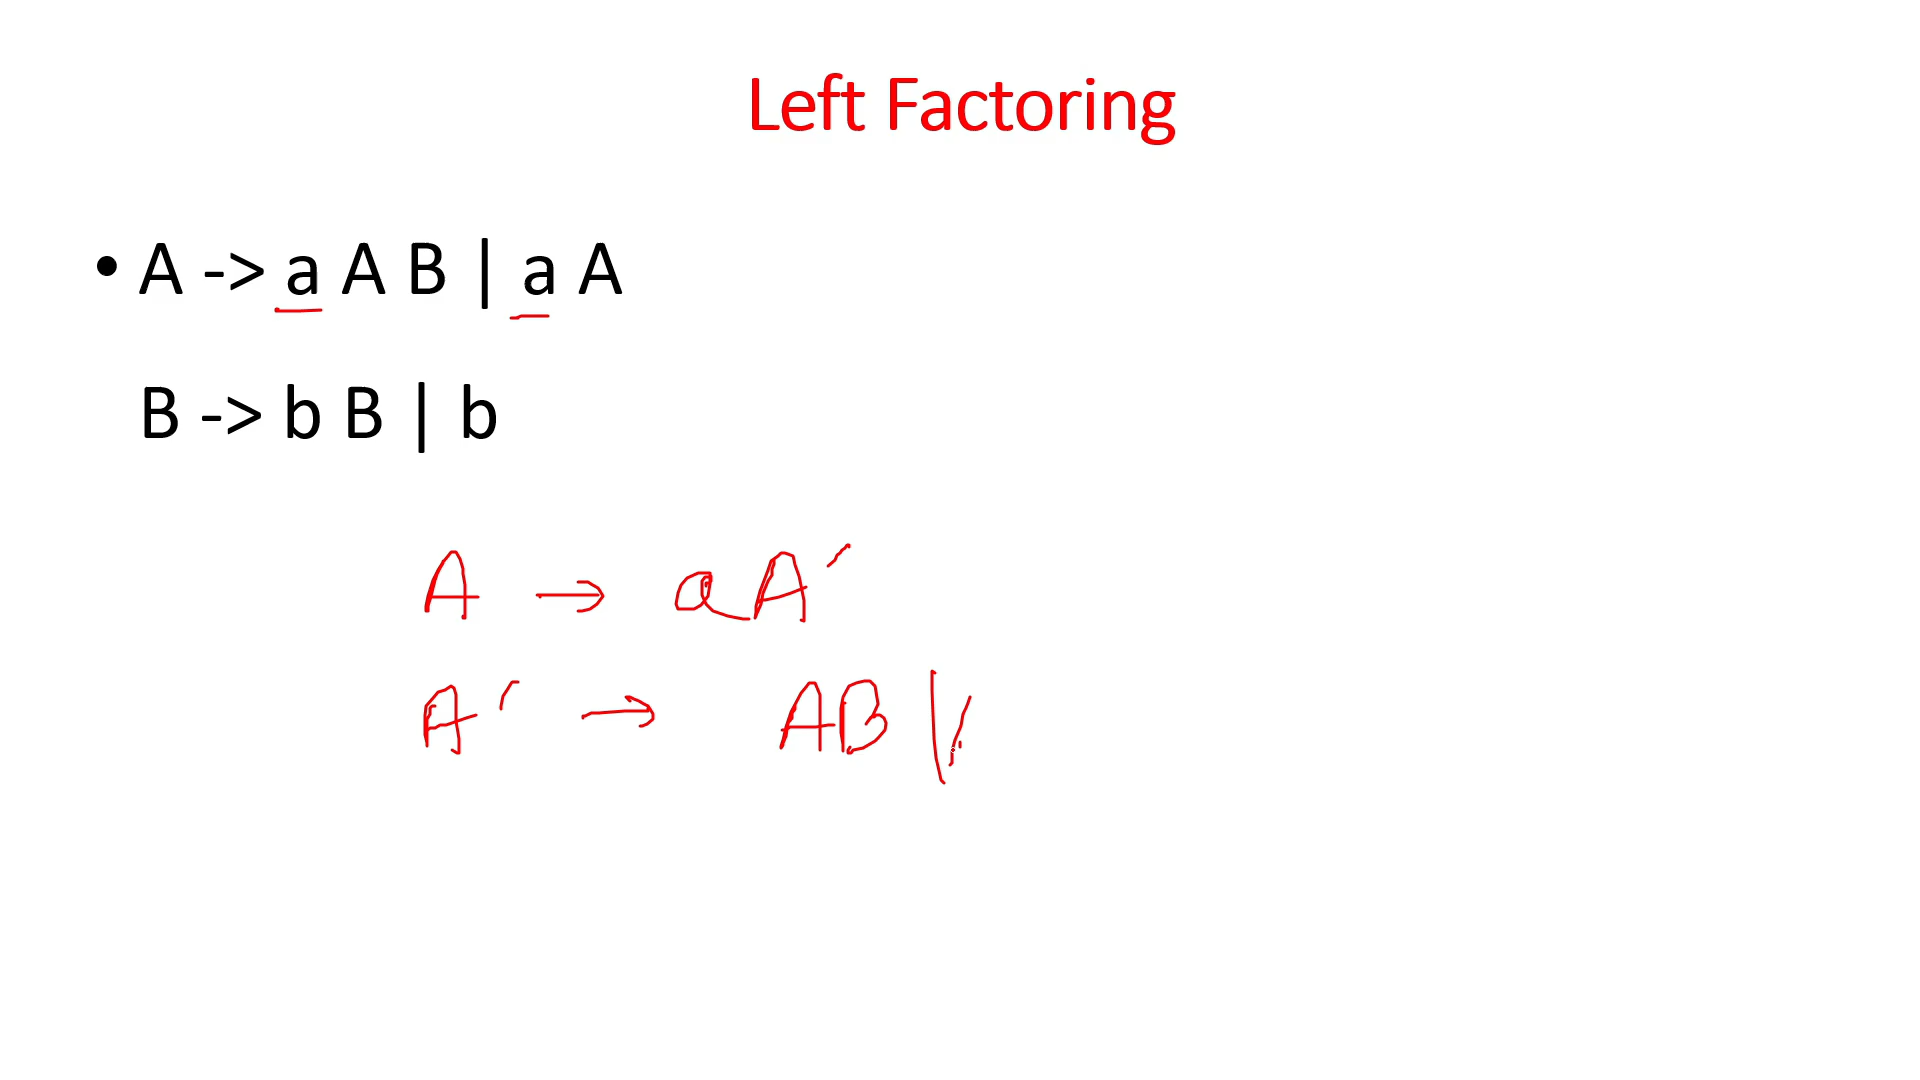 Left Factoring
• A -> a A B | a A
B -> b B | b
A → aA′
A′ → AB |